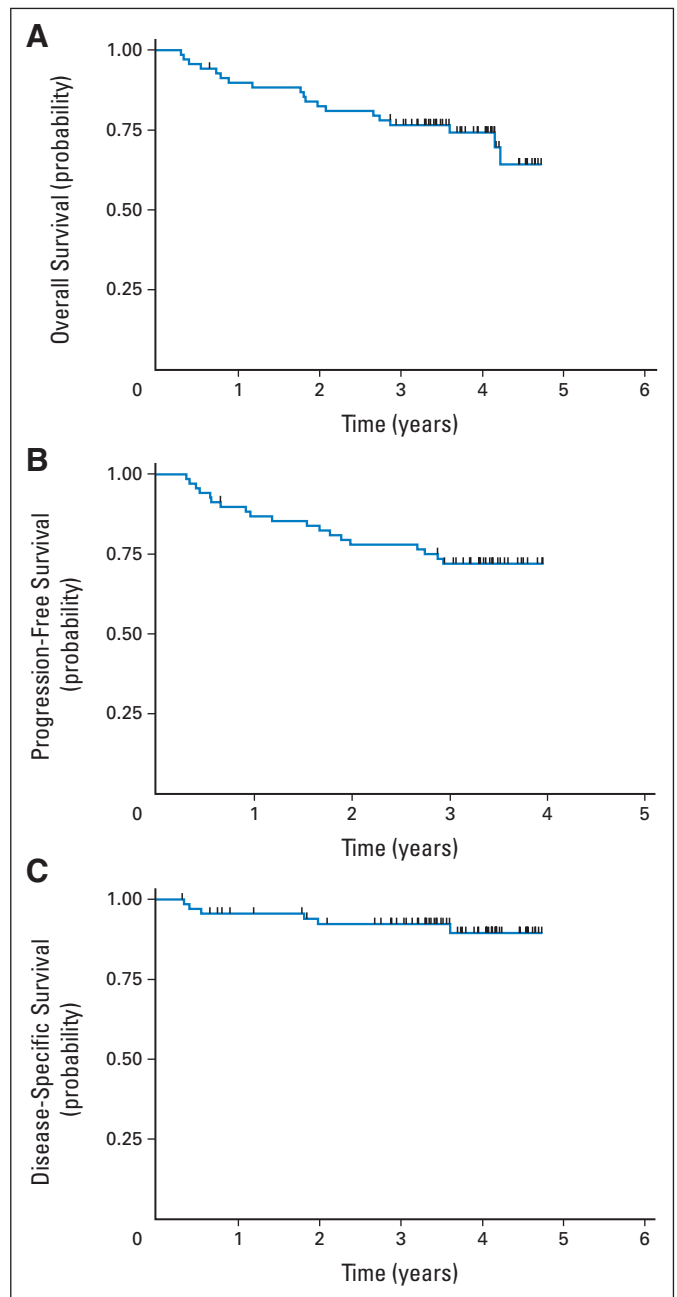 A
1.00
0.75
0.50
0.25
0 1 2 3 4 5 6
Overall Survival (probability)
Time (years)
B
1.00
0.75
0.50
0.25
0 1 2 3 4 5
Progression-Free Survival
(probability)
Time (years)
C
1.00
0.75
0.50
0.25
0 1 2 3 4 5 6
Disease-Specific Survival
(probability)
Time (years)